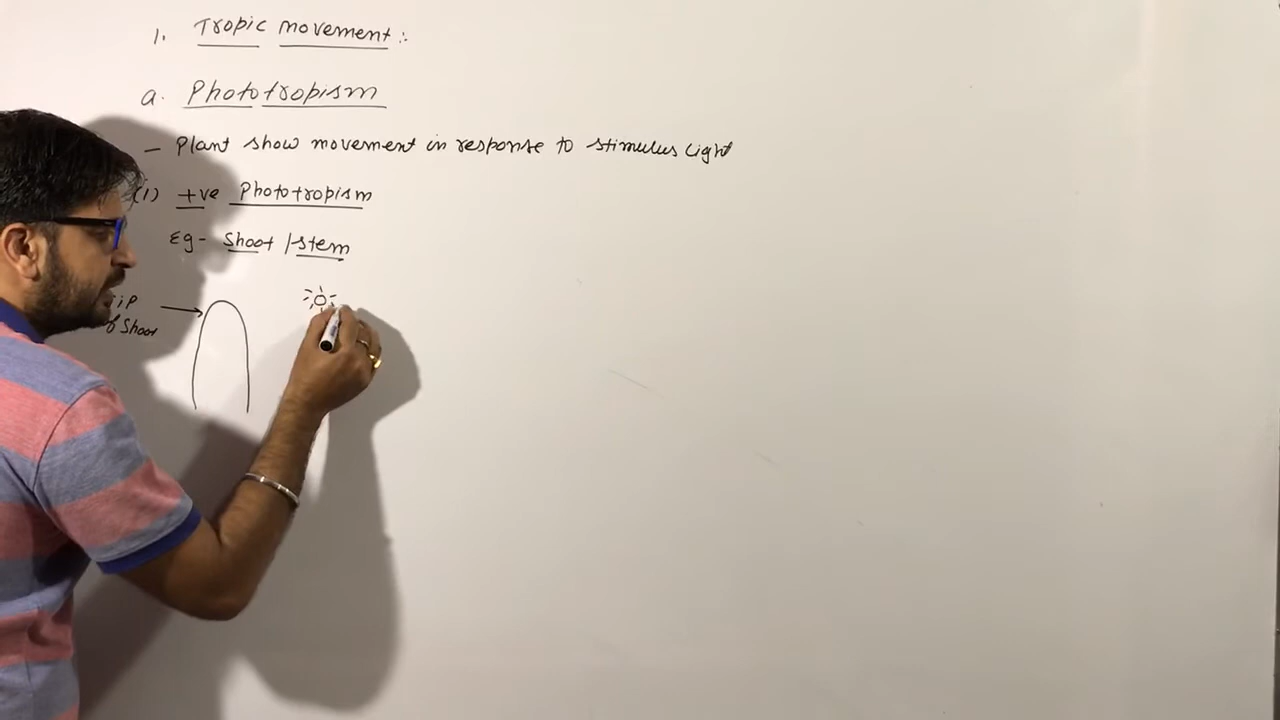 1. Tropic movement :-
a. Phototropism
– Plant show movement in response to stimulus light
(1) +ve Phototropism
Eg- Shoot / stem
of Shoot